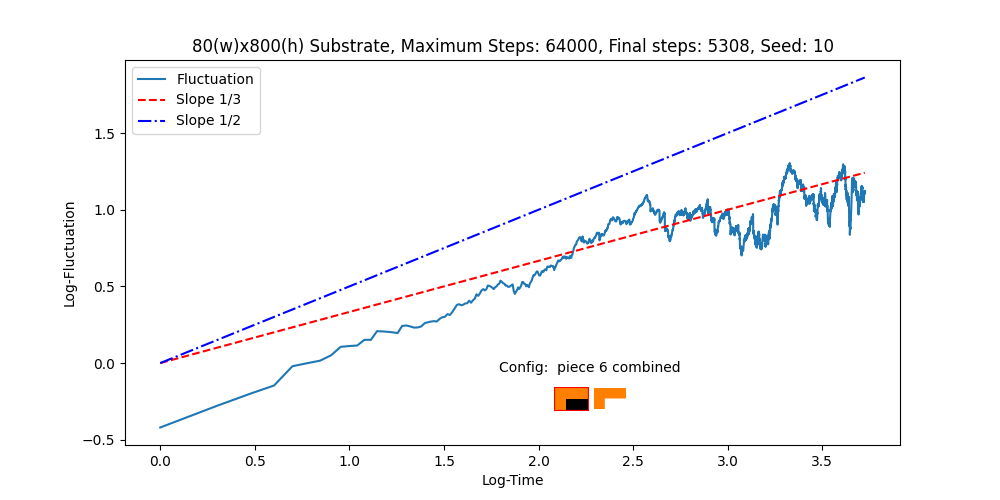 80(w)x800(h) Substrate, Maximum Steps: 64000, Final steps: 5308, Seed: 10
Fluctuation
Slope 1/3
Slope 1/2
Log-Fluctuation
1.5
1.0
0.5
0.0
−0.5
Config:  piece 6 combined
0.0 0.5 1.0 1.5 2.0 2.5 3.0 3.5
Log-Time